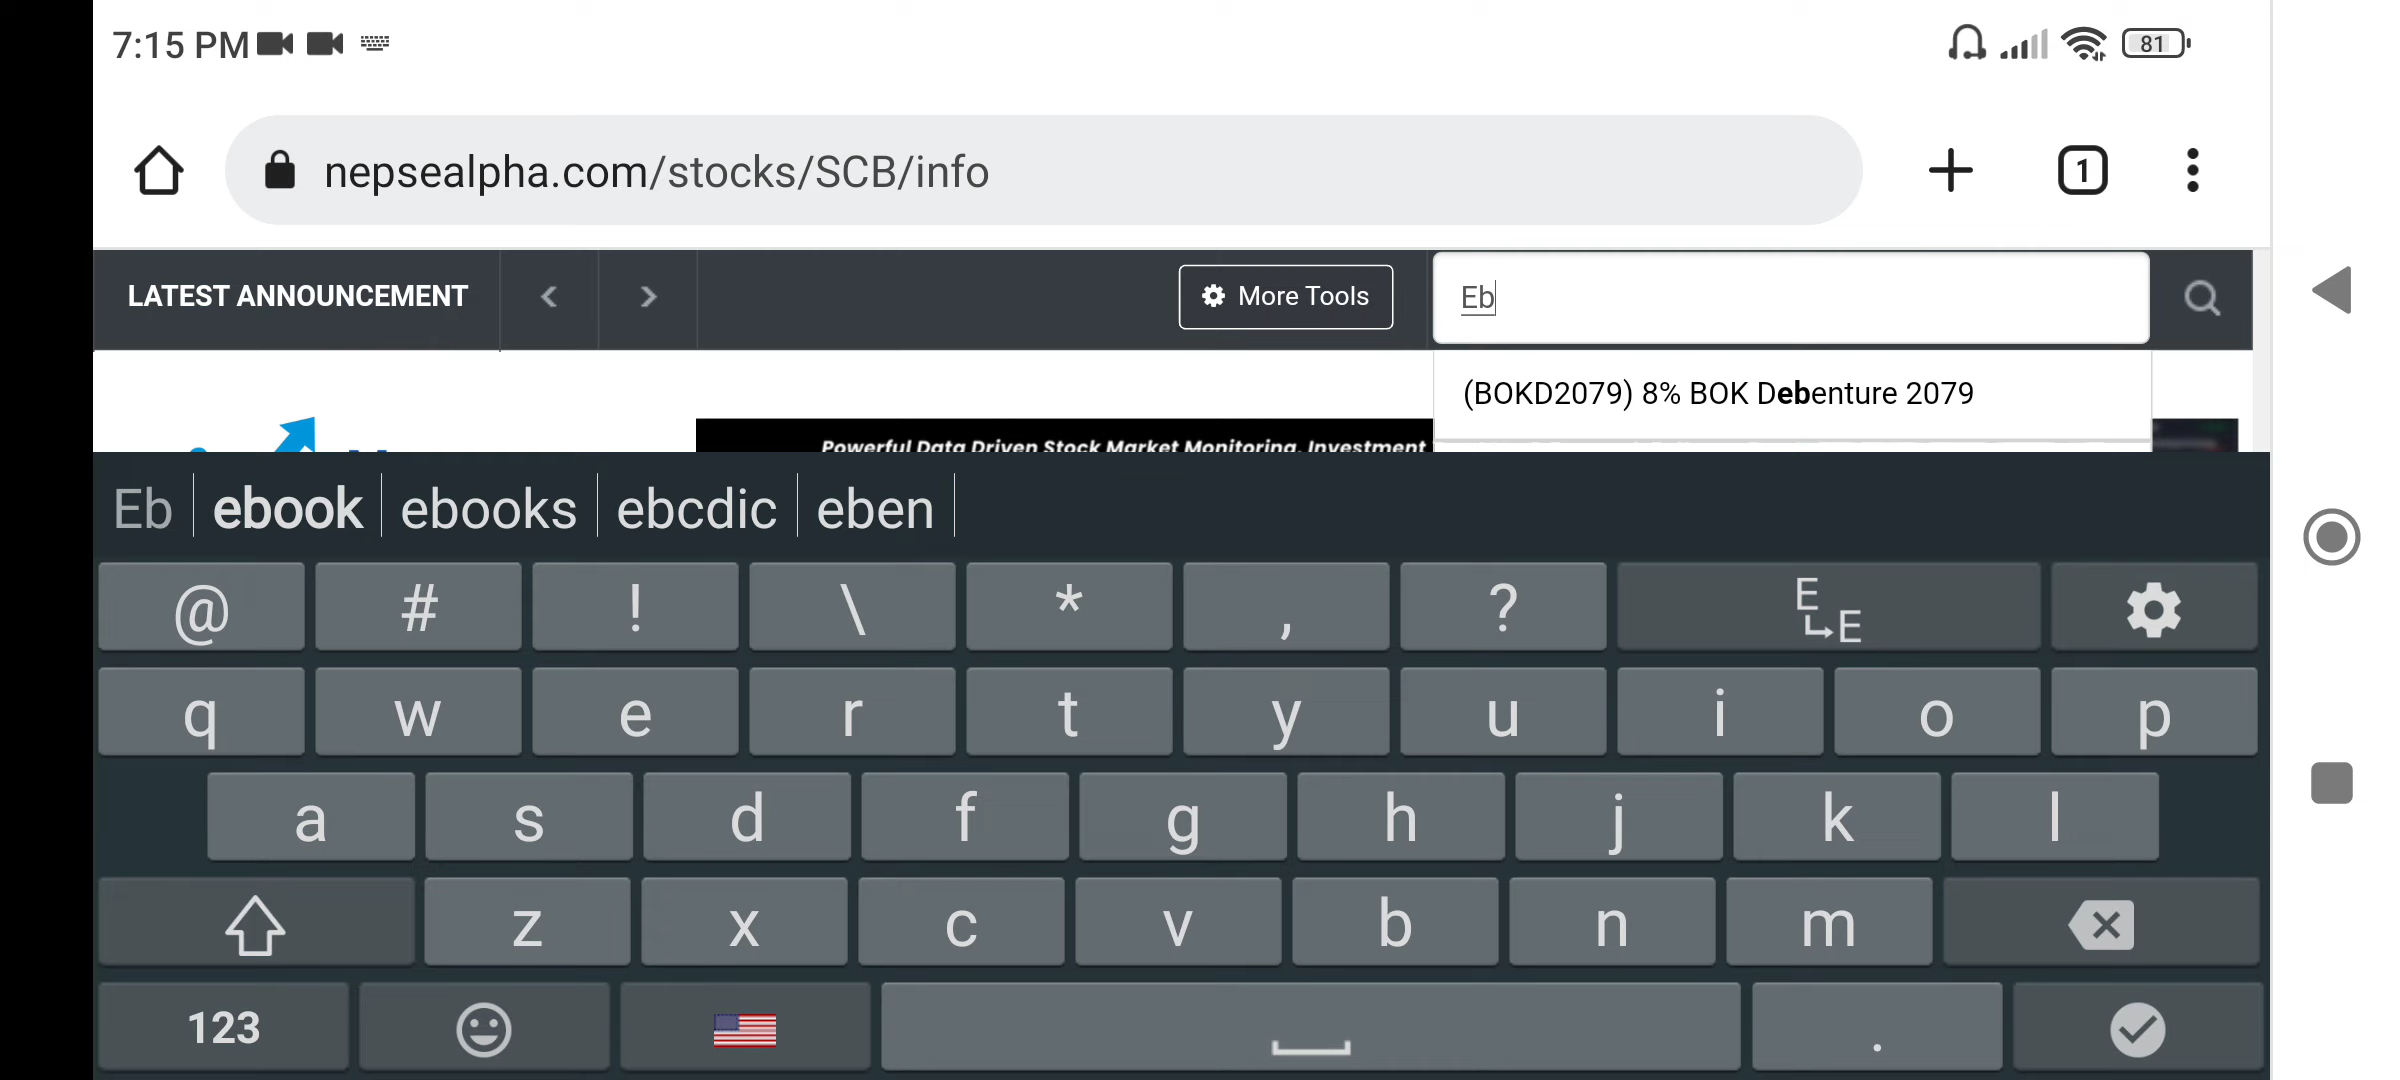 7:15 PM
81
nepsealpha.com/stocks/SCB/info
1
LATEST ANNOUNCEMENT
More Tools
Eb
(BOKD2079) 8% BOK Debenture 2079
Powerful Data Driven Stock Market Monitoring, Investment
Eb ebook ebooks ebcdic eben
@ # ! \ * , ? E E
q w e r t y u i o p
a s d f g h j k l
z x c v b n m
123 .